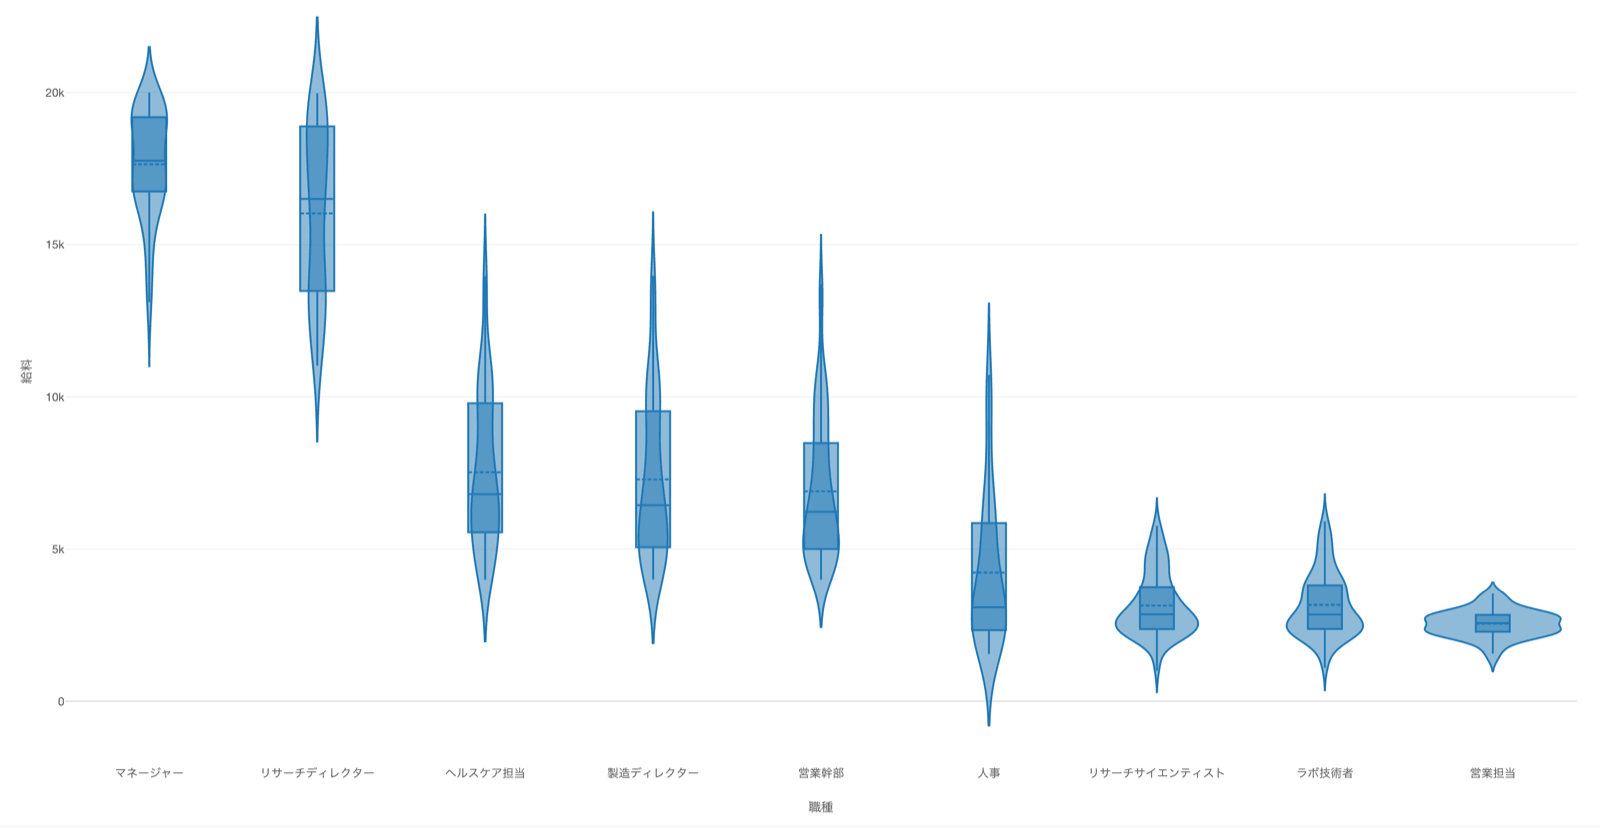 20k
15k
10k
5k
0
給料
マネージャー
リサーチディレクター
ヘルスケア担当
製造ディレクター
営業幹部
人事
リサーチサイエンティスト
ラボ技術者
営業担当
職種